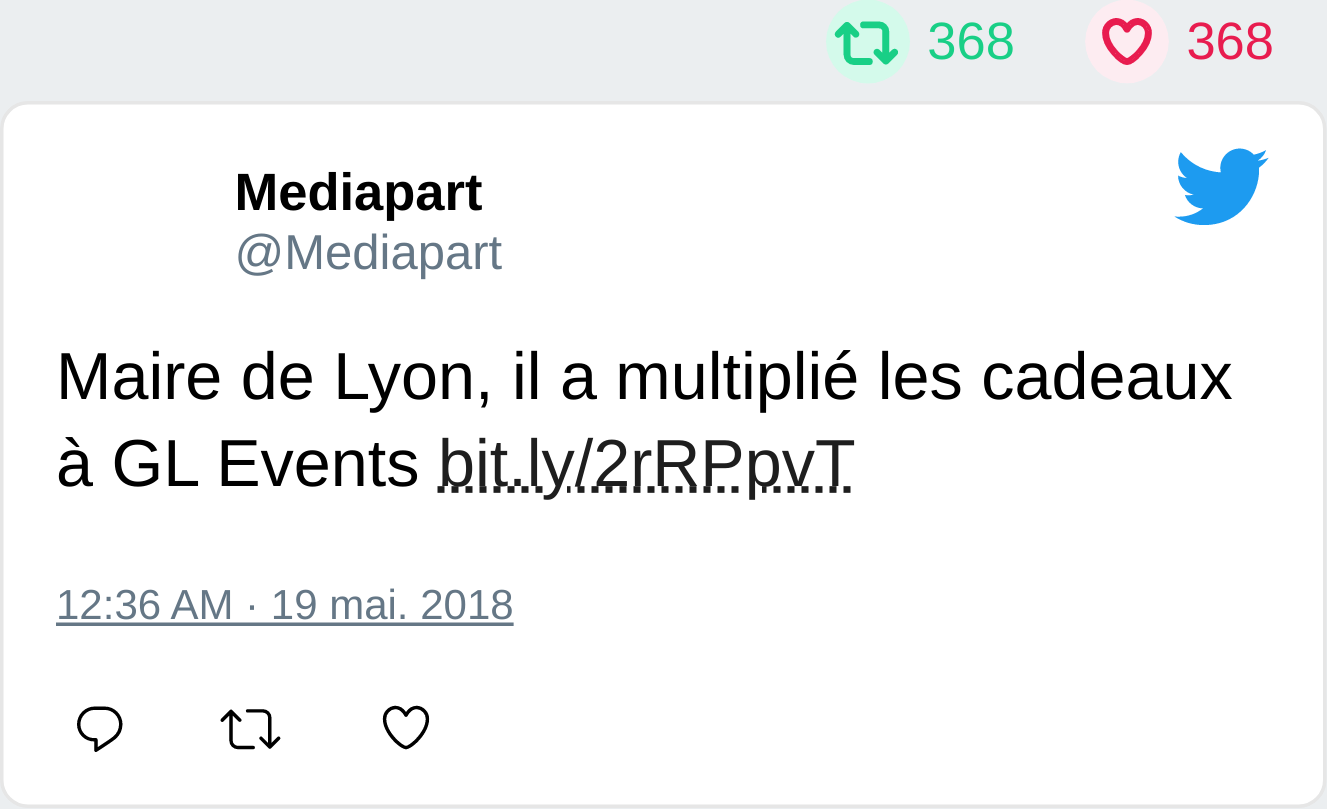 368 368
Mediapart
@Mediapart
Maire de Lyon, il a multiplié les cadeaux
à GL Events bit.ly/2rRPpvT
12:36 AM · 19 mai. 2018